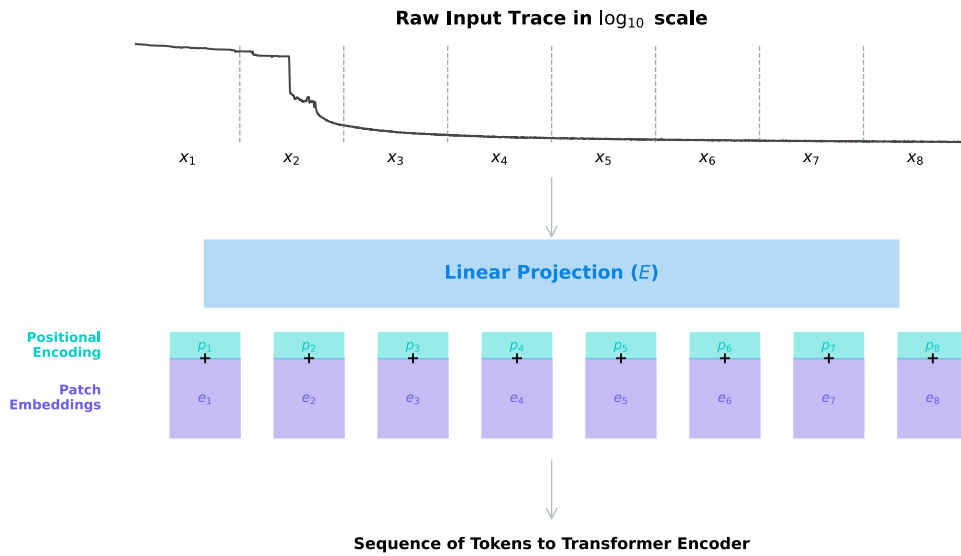 Raw Input Trace in log₁₀ scale
x₁ x₂ x₃ x₄ x₅ x₆ x₇ x₈
Linear Projection (E)
Positional
Encoding
p₁ p₂ p₃ p₄ p₅ p₆ p₇ p₈
+ + + + + + + +
Patch
Embeddings
e₁ e₂ e₃ e₄ e₅ e₆ e₇ e₈
Sequence of Tokens to Transformer Encoder